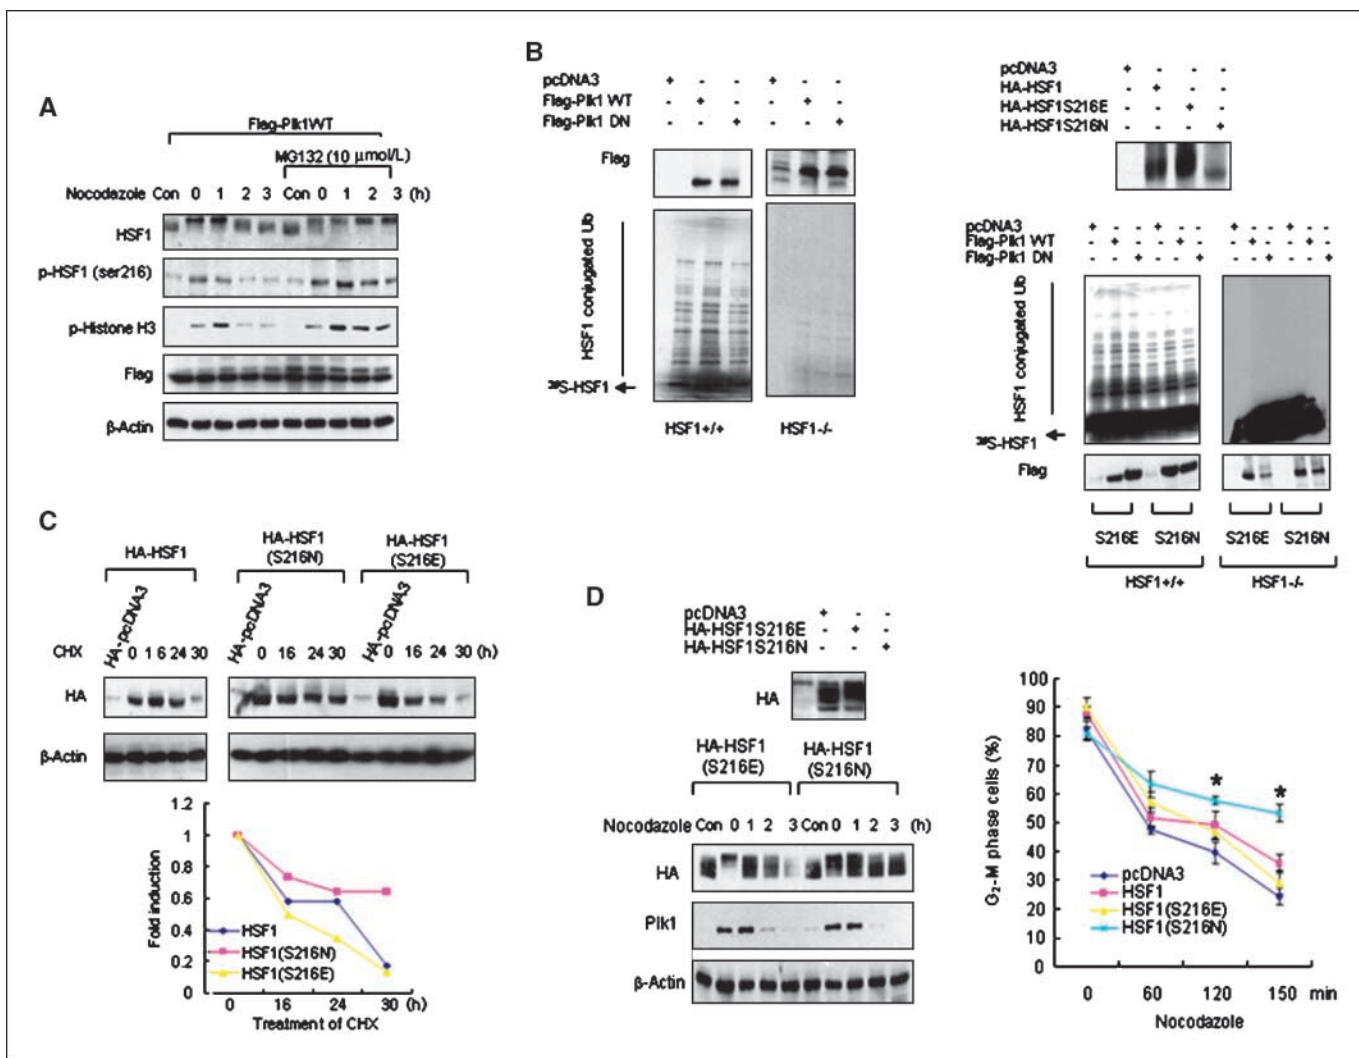 A
Flag-Plk1WT
MG132 (10 μmol/L)
Nocodazole Con 0 1 2 3 Con 0 1 2 3 (h)
HSF1
p-HSF1 (ser216)
p-Histone H3
Flag
β-Actin
B
pcDNA3 + - - + - -
Flag-Plk1 WT - + - - + -
Flag-Plk1 DN - - + - - +
Flag
HSF1 conjugated Ub
³⁵S-HSF1
HSF1+/+ HSF1-/-
pcDNA3 + - - -
HA-HSF1 - + - -
HA-HSF1S216E - - + -
HA-HSF1S216N - - - +
pcDNA3 + - - + - - + - - + - -
Flag-Plk1 WT - + - - + - - + - - + -
Flag-Plk1 DN - - + - - + - - + - - +
HSF1 conjugated Ub
³⁵S-HSF1
Flag
S216E S216N S216E S216N
HSF1+/+ HSF1-/-
C
HA-HSF1 HA-HSF1 (S216N) HA-HSF1 (S216E)
CHX HA-pcDNA3 0 1 6 24 30 HA-pcDNA3 0 16 24 30 HA-pcDNA3 0 16 24 30 (h)
HA
β-Actin
1.2
1
0.8
0.6
0.4
0.2
0
Fold induction
HSF1
HSF1(S216N)
HSF1(S216E)
0 16 24 30 (h)
Treatment of CHX
D
pcDNA3 + - -
HA-HSF1S216E - + -
HA-HSF1S216N - - +
HA
HA-HSF1 (S216E) HA-HSF1 (S216N)
Nocodazole Con 0 1 2 3 Con 0 1 2 3 (h)
HA
Plk1
β-Actin
100
90
80
70
60
50
40
30
20
10
0
G₂-M phase cells (%)
* *
pcDNA3
HSF1
HSF1(S216E)
HSF1(S216N)
0 60 120 150 min
Nocodazole